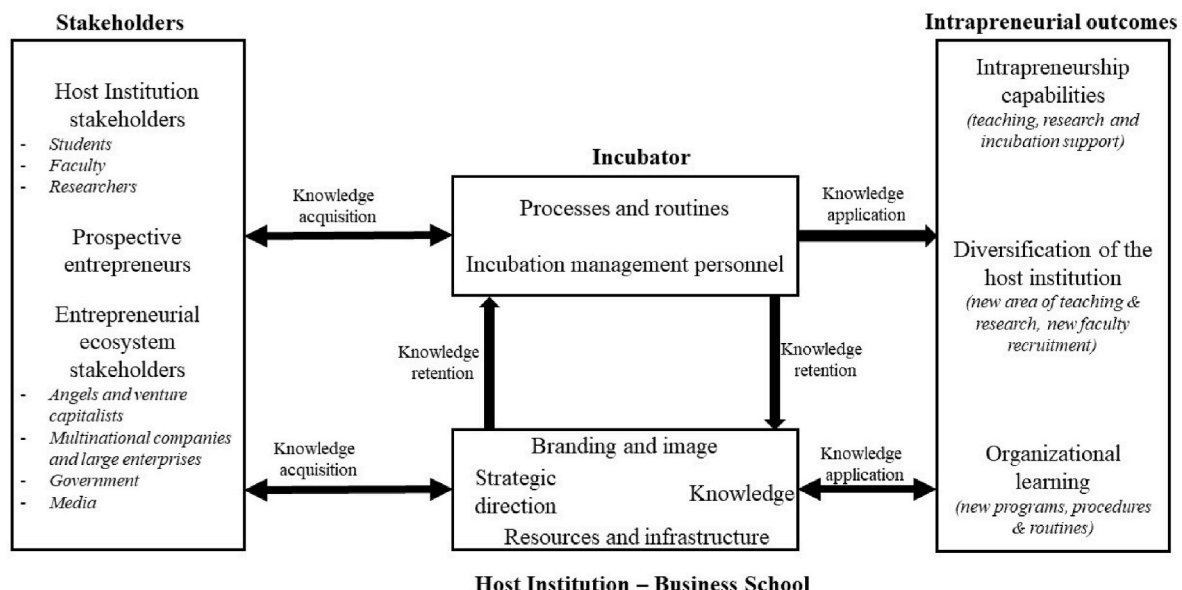 Stakeholders
Host Institution
stakeholders
- Students
- Faculty
- Researchers
Prospective
entrepreneurs
Entrepreneurial
ecosystem
stakeholders
- Angels and venture
capitalists
- Multinational companies
and large enterprises
- Government
- Media
Knowledge
acquisition
Knowledge
acquisition
Incubator
Processes and routines
Incubation management personnel
Knowledge
retention
Knowledge
retention
Branding and image
Strategic
direction
Knowledge
Resources and infrastructure
Host Institution – Business School
Knowledge
application
Knowledge
application
Intrapreneurial outcomes
Intrapreneurship
capabilities
(teaching, research and
incubation support)
Diversification of the
host institution
(new area of teaching &
research, new faculty
recruitment)
Organizational
learning
(new programs, procedures
& routines)